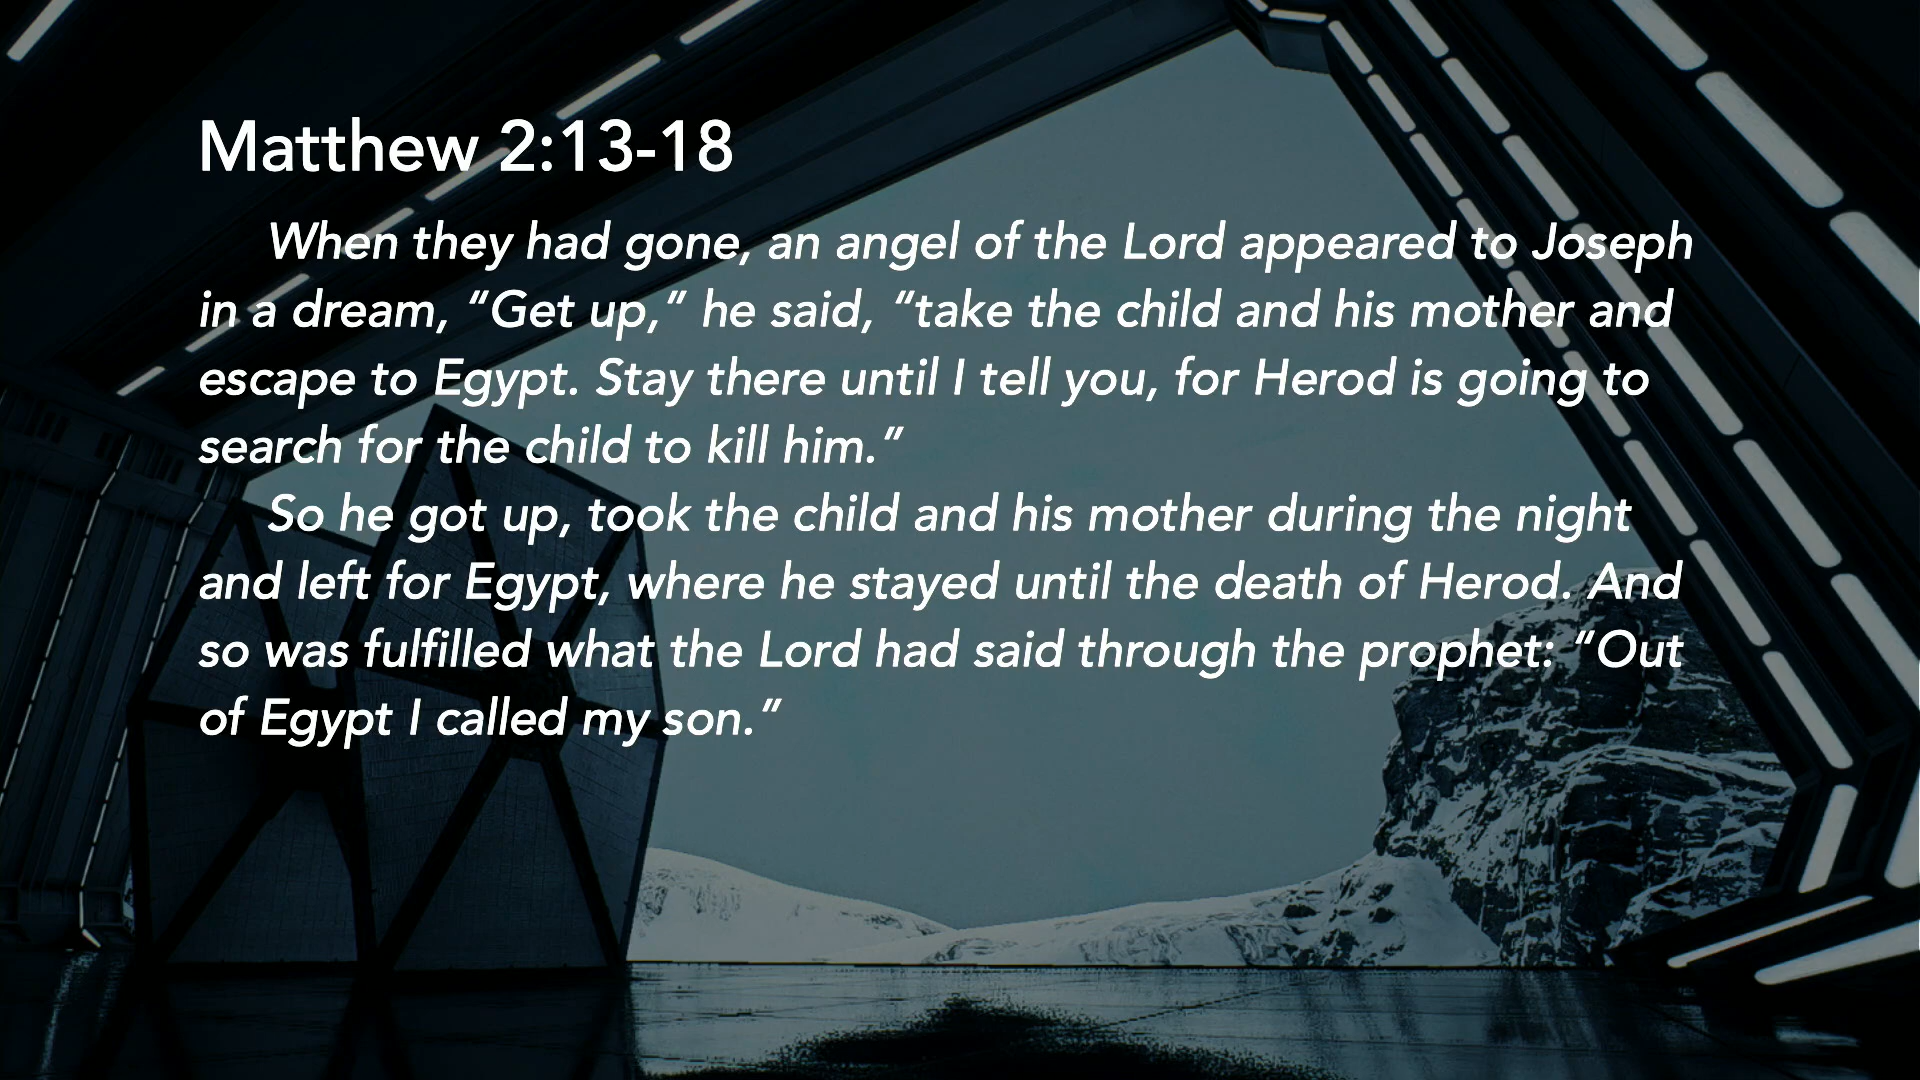 Matthew 2:13-18
When they had gone, an angel of the Lord appeared to Joseph
in a dream, “Get up,” he said, “take the child and his mother and
escape to Egypt. Stay there until I tell you, for Herod is going to
search for the child to kill him.”
So he got up, took the child and his mother during the night
and left for Egypt, where he stayed until the death of Herod. And
so was fulfilled what the Lord had said through the prophet: “Out
of Egypt I called my son.”